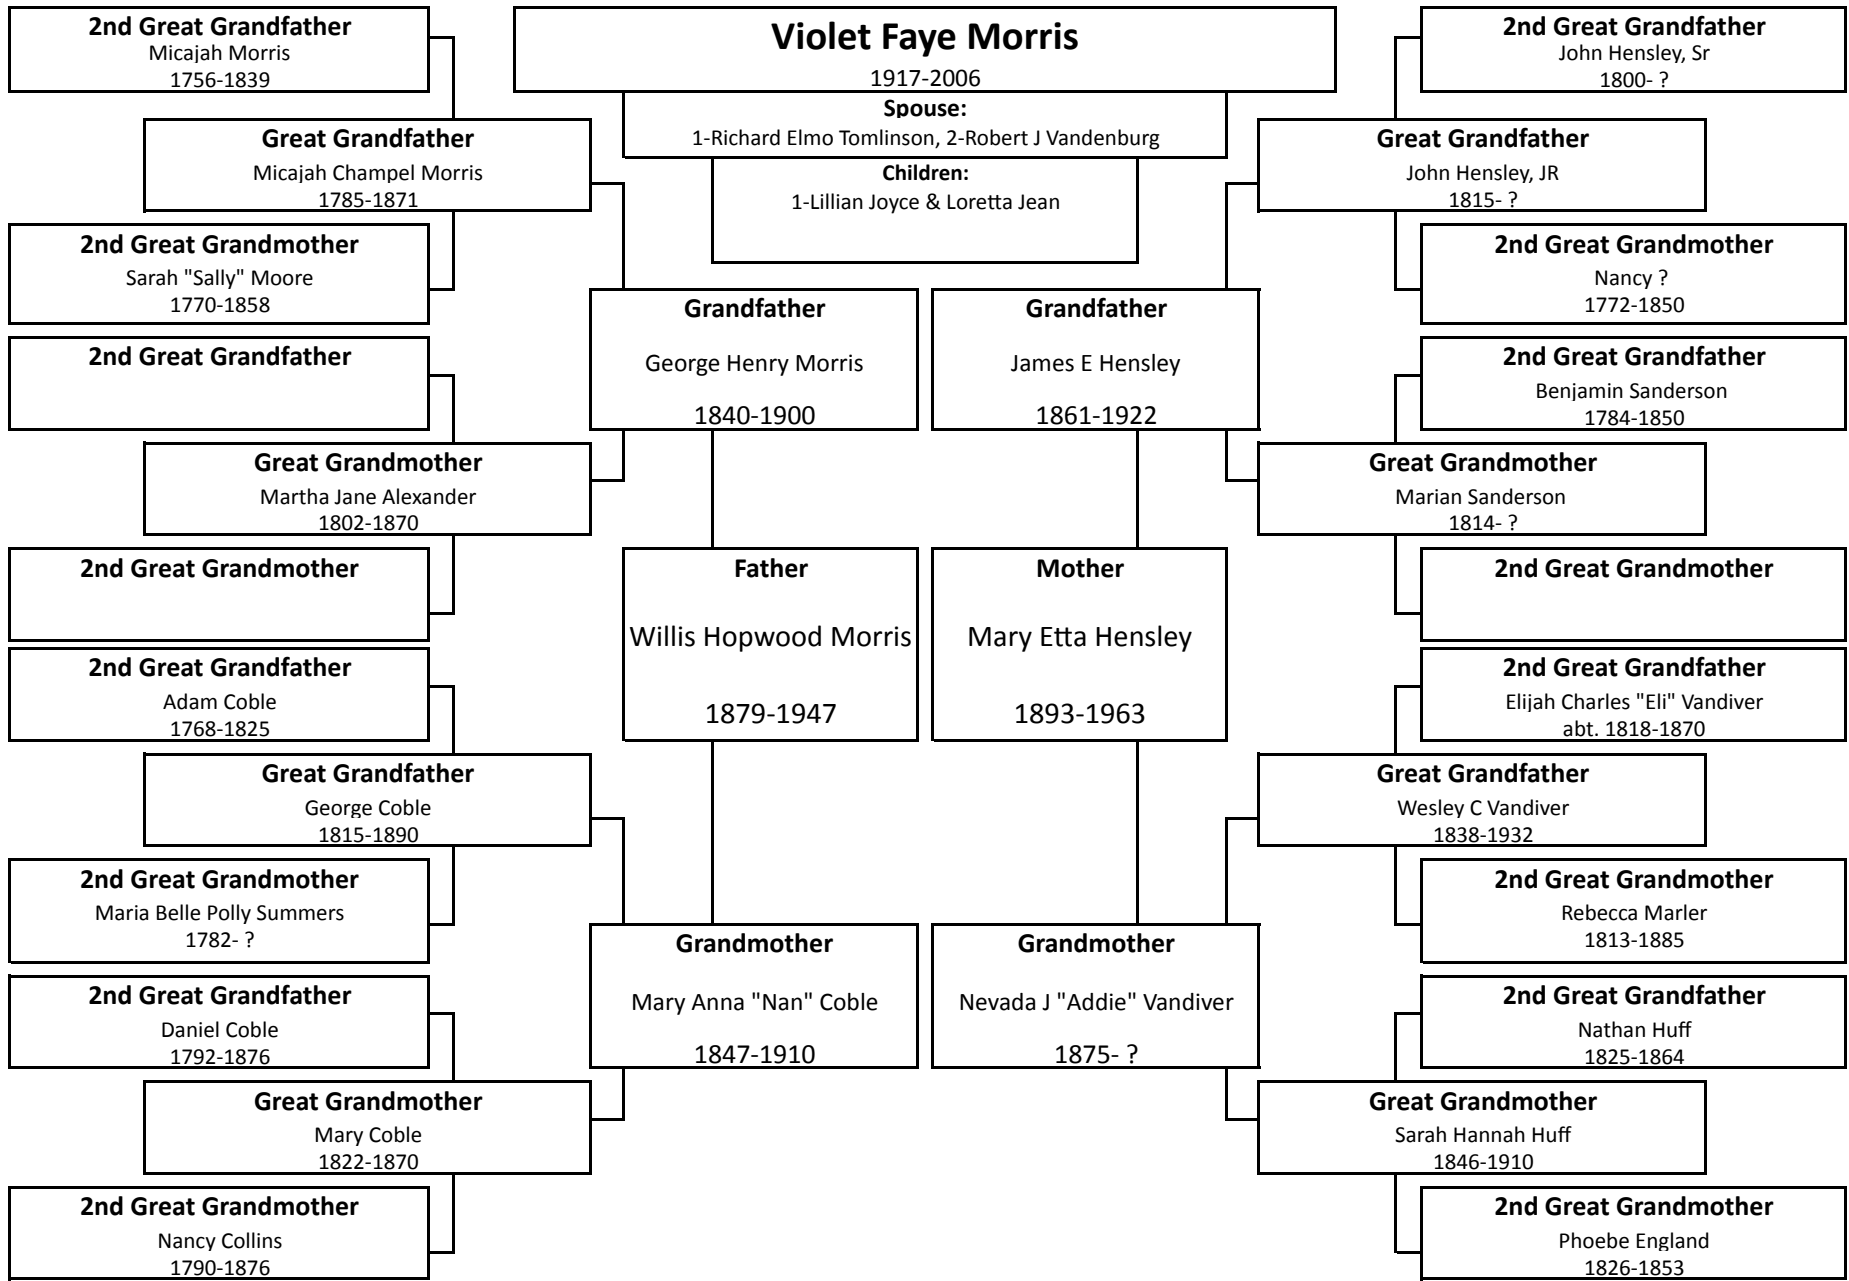 Violet Faye Morris
1917-2006
Spouse:
1-Richard Elmo Tomlinson, 2-Robert J Vandenburg
Children:
1-Lillian Joyce & Loretta Jean
2nd Great Grandfather
Micajah Morris
1756-1839
Great Grandfather
Micajah Champel Morris
1785-1871
2nd Great Grandmother
Sarah "Sally" Moore
1770-1858
2nd Great Grandfather
Great Grandmother
Martha Jane Alexander
1802-1870
2nd Great Grandmother
2nd Great Grandfather
Adam Coble
1768-1825
Great Grandfather
George Coble
1815-1890
2nd Great Grandmother
Maria Belle Polly Summers
1782- ?
2nd Great Grandfather
Daniel Coble
1792-1876
Great Grandmother
Mary Coble
1822-1870
2nd Great Grandmother
Nancy Collins
1790-1876
Grandfather
George Henry Morris
1840-1900
Father
Willis Hopwood Morris
1879-1947
Grandmother
Mary Anna "Nan" Coble
1847-1910
Grandfather
James E Hensley
1861-1922
Mother
Mary Etta Hensley
1893-1963
Grandmother
Nevada J "Addie" Vandiver
1875- ?
2nd Great Grandfather
John Hensley, Sr
1800- ?
Great Grandfather
John Hensley, JR
1815- ?
2nd Great Grandmother
Nancy ?
1772-1850
2nd Great Grandfather
Benjamin Sanderson
1784-1850
Great Grandmother
Marian Sanderson
1814- ?
2nd Great Grandmother
2nd Great Grandfather
Elijah Charles "Eli" Vandiver
abt. 1818-1870
Great Grandfather
Wesley C Vandiver
1838-1932
2nd Great Grandmother
Rebecca Marler
1813-1885
2nd Great Grandfather
Nathan Huff
1825-1864
Great Grandmother
Sarah Hannah Huff
1846-1910
2nd Great Grandmother
Phoebe England
1826-1853